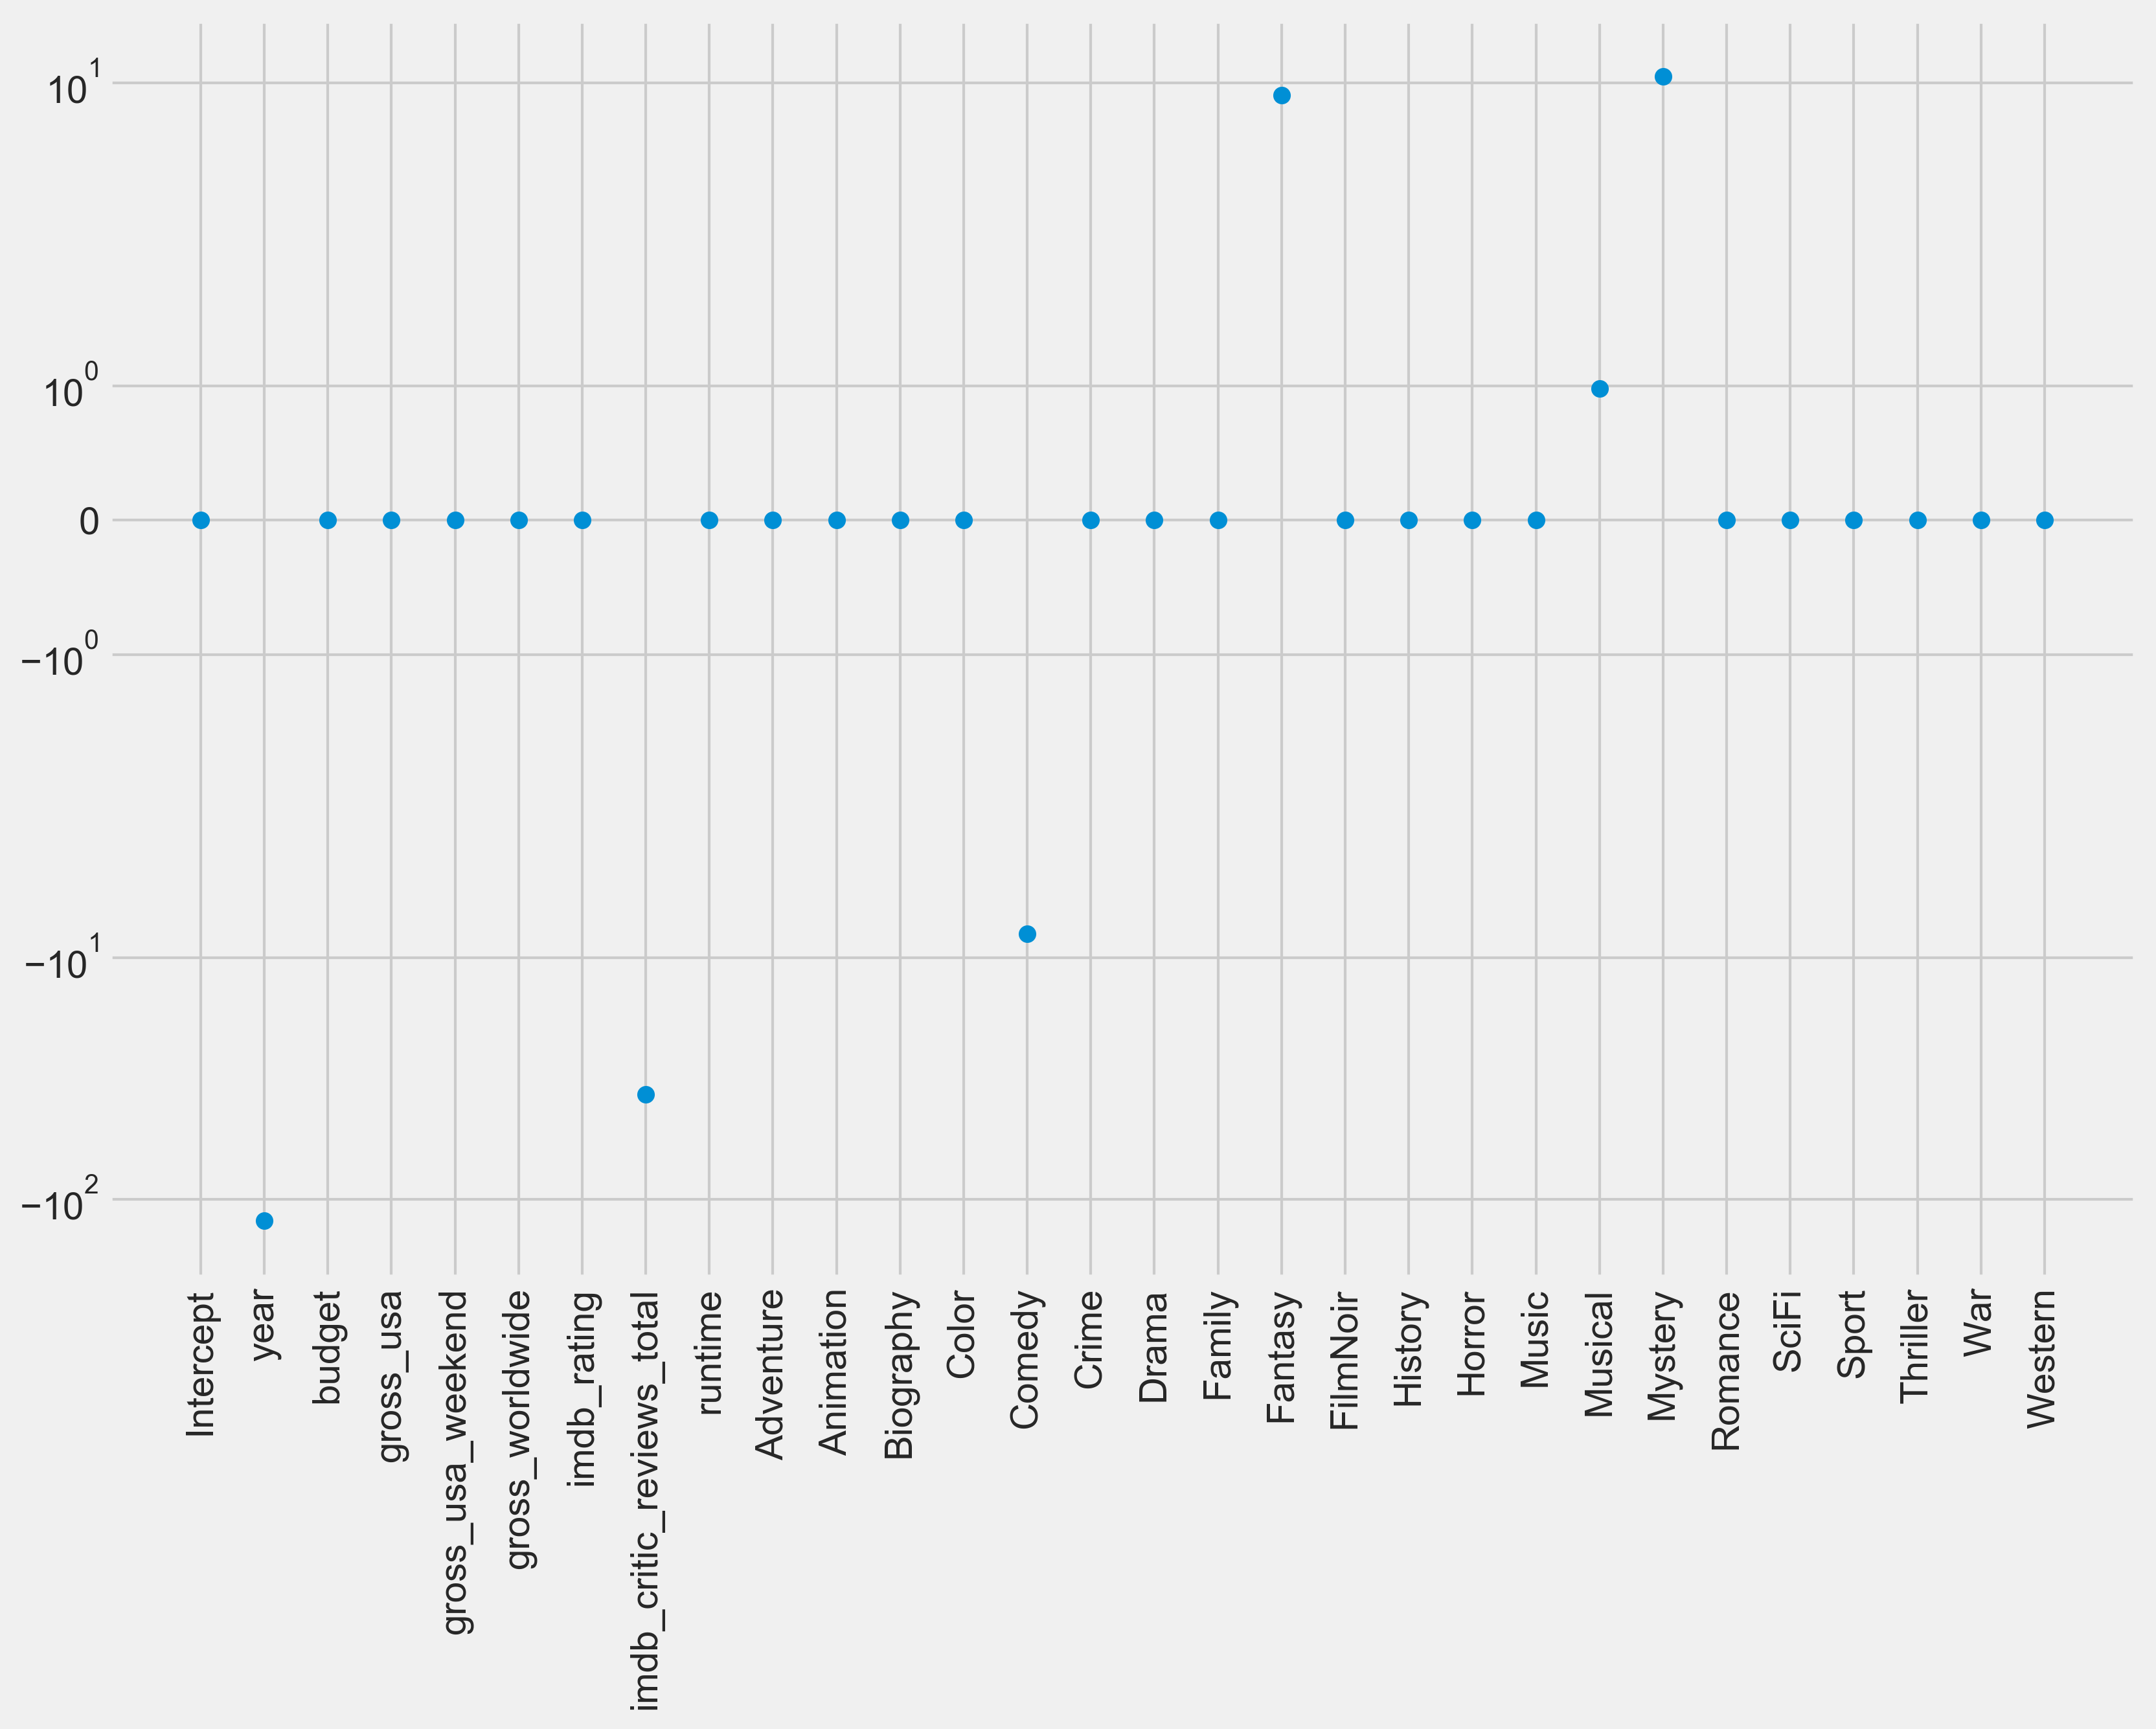 10^1
10^0
0
−10^0
−10^1
−10^2
Intercept
year
budget
gross_usa
gross_usa_weekend
gross_worldwide
imdb_rating
imdb_critic_reviews_total
runtime
Adventure
Animation
Biography
Color
Comedy
Crime
Drama
Family
Fantasy
FilmNoir
History
Horror
Music
Musical
Mystery
Romance
SciFi
Sport
Thriller
War
Western